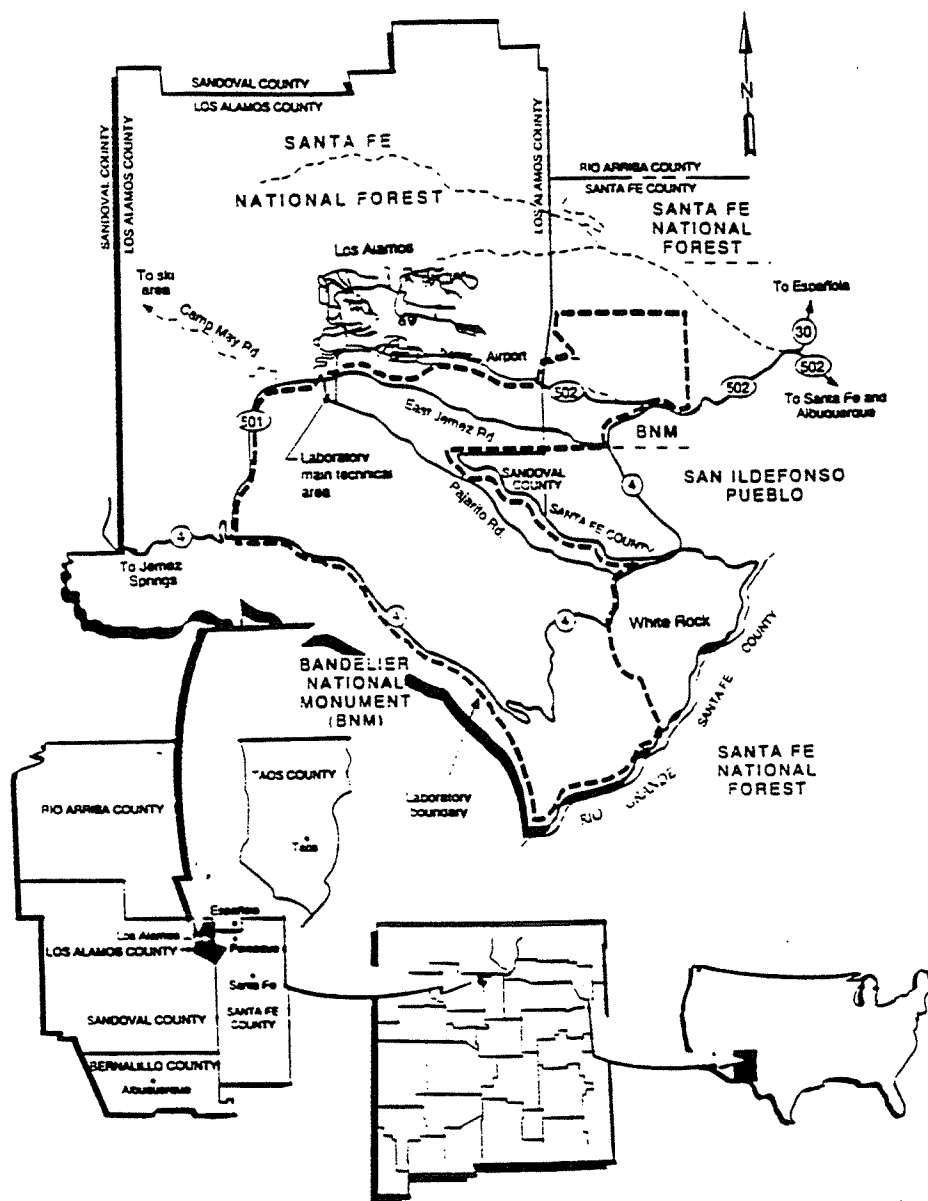 SANDOVAL COUNTY
LOS ALAMOS COUNTY
SANDOVAL COUNTY
LOS ALAMOS COUNTY
LOS ALAMOS COUNTY
N
SANTA FE
NATIONAL FOREST
RIO ARRIBA COUNTY
SANTA FE COUNTY
SANTA FE
NATIONAL
FOREST
Los Alamos
To ski
area
Camp May Rd.
To Española
30
502
Airport
502
502
To Santa Fe and
Albuquerque
501
East Jemez Rd.
BNM
Laboratory
main technical
area
SANDOVAL
COUNTY
4
SAN ILDEFONSO
PUEBLO
Pajarito Rd.
SANTA FE COUNTY
4
To Jemez
Springs
4
4
White Rock
BANDELIER
NATIONAL
MONUMENT
(BNM)
SANTA FE COUNTY
SANTA FE
NATIONAL
FOREST
Laboratory
boundary
RIO GRANDE
RIO ARRIBA COUNTY
TAOS COUNTY
Taos
Española
Los Alamos
LOS ALAMOS COUNTY
Santa Fe
SANTA FE
COUNTY
SANDOVAL COUNTY
BERNALILLO COUNTY
Albuquerque